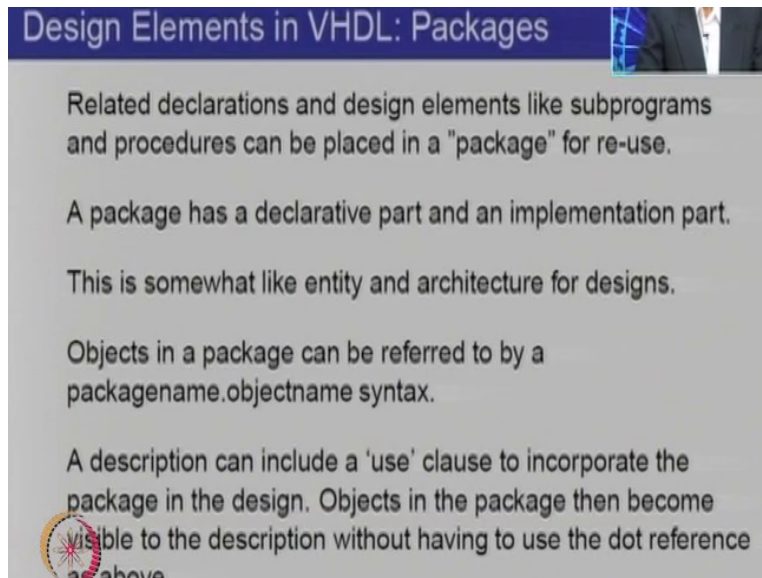 Design Elements in VHDL: Packages
Related declarations and design elements like subprograms
and procedures can be placed in a "package" for re-use.
A package has a declarative part and an implementation part.
This is somewhat like entity and architecture for designs.
Objects in a package can be referred to by a
packagename.objectname syntax.
A description can include a 'use' clause to incorporate the
package in the design. Objects in the package then become
visible to the description without having to use the dot reference
as above